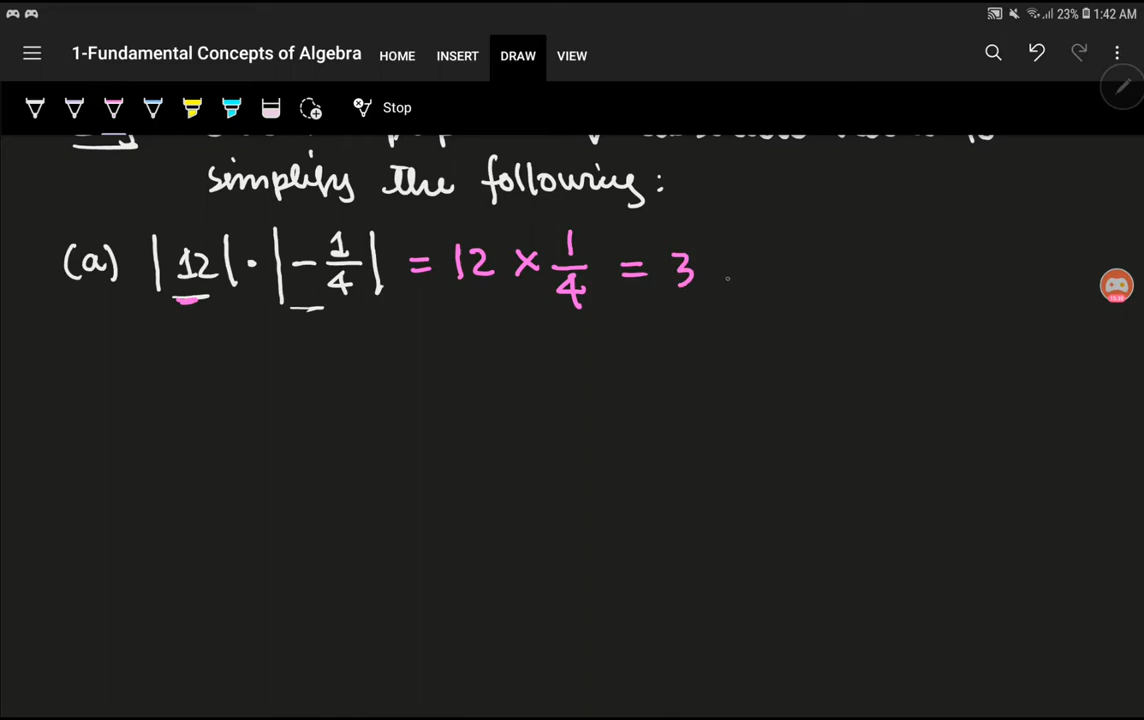 23% 1:42 AM
1-Fundamental Concepts of Algebra HOME INSERT DRAW VIEW
Stop
simplify the following:
(a) |12| · |-1/4| = 12 × 1/4 = 3